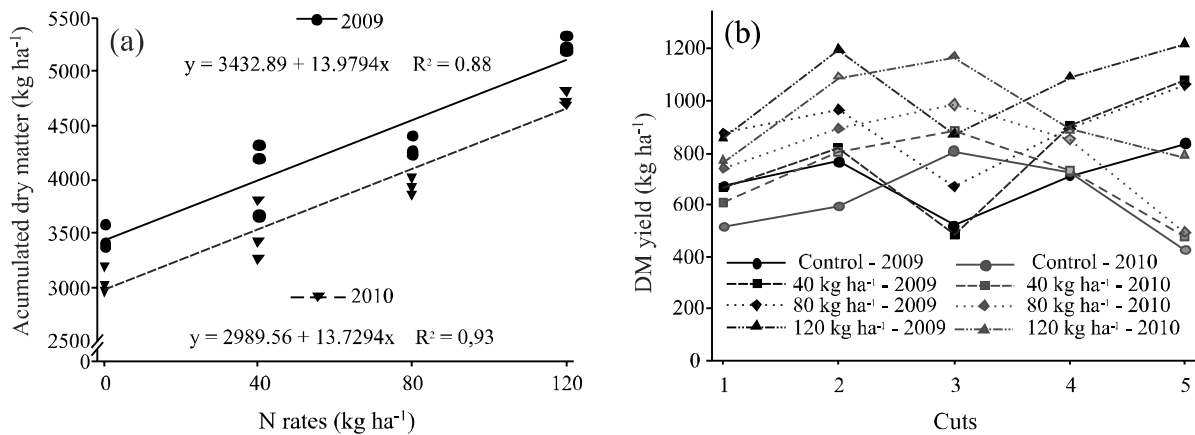 (a)
2009
y = 3432.89 + 13.9794x R² = 0.88
2010
y = 2989.56 + 13.7294x R² = 0,93
Acumulated dry matter (kg ha⁻¹)
5500
5000
4500
4000
3500
3000
2500
0
0 40 80 120
N rates (kg ha⁻¹)
(b)
DM yield (kg ha⁻¹)
1200
1000
800
600
400
200
0
Control - 2009 Control - 2010
40 kg ha⁻¹ - 2009 40 kg ha⁻¹ - 2010
80 kg ha⁻¹ - 2009 80 kg ha⁻¹ - 2010
120 kg ha⁻¹ - 2009 120 kg ha⁻¹ - 2010
1 2 3 4 5
Cuts